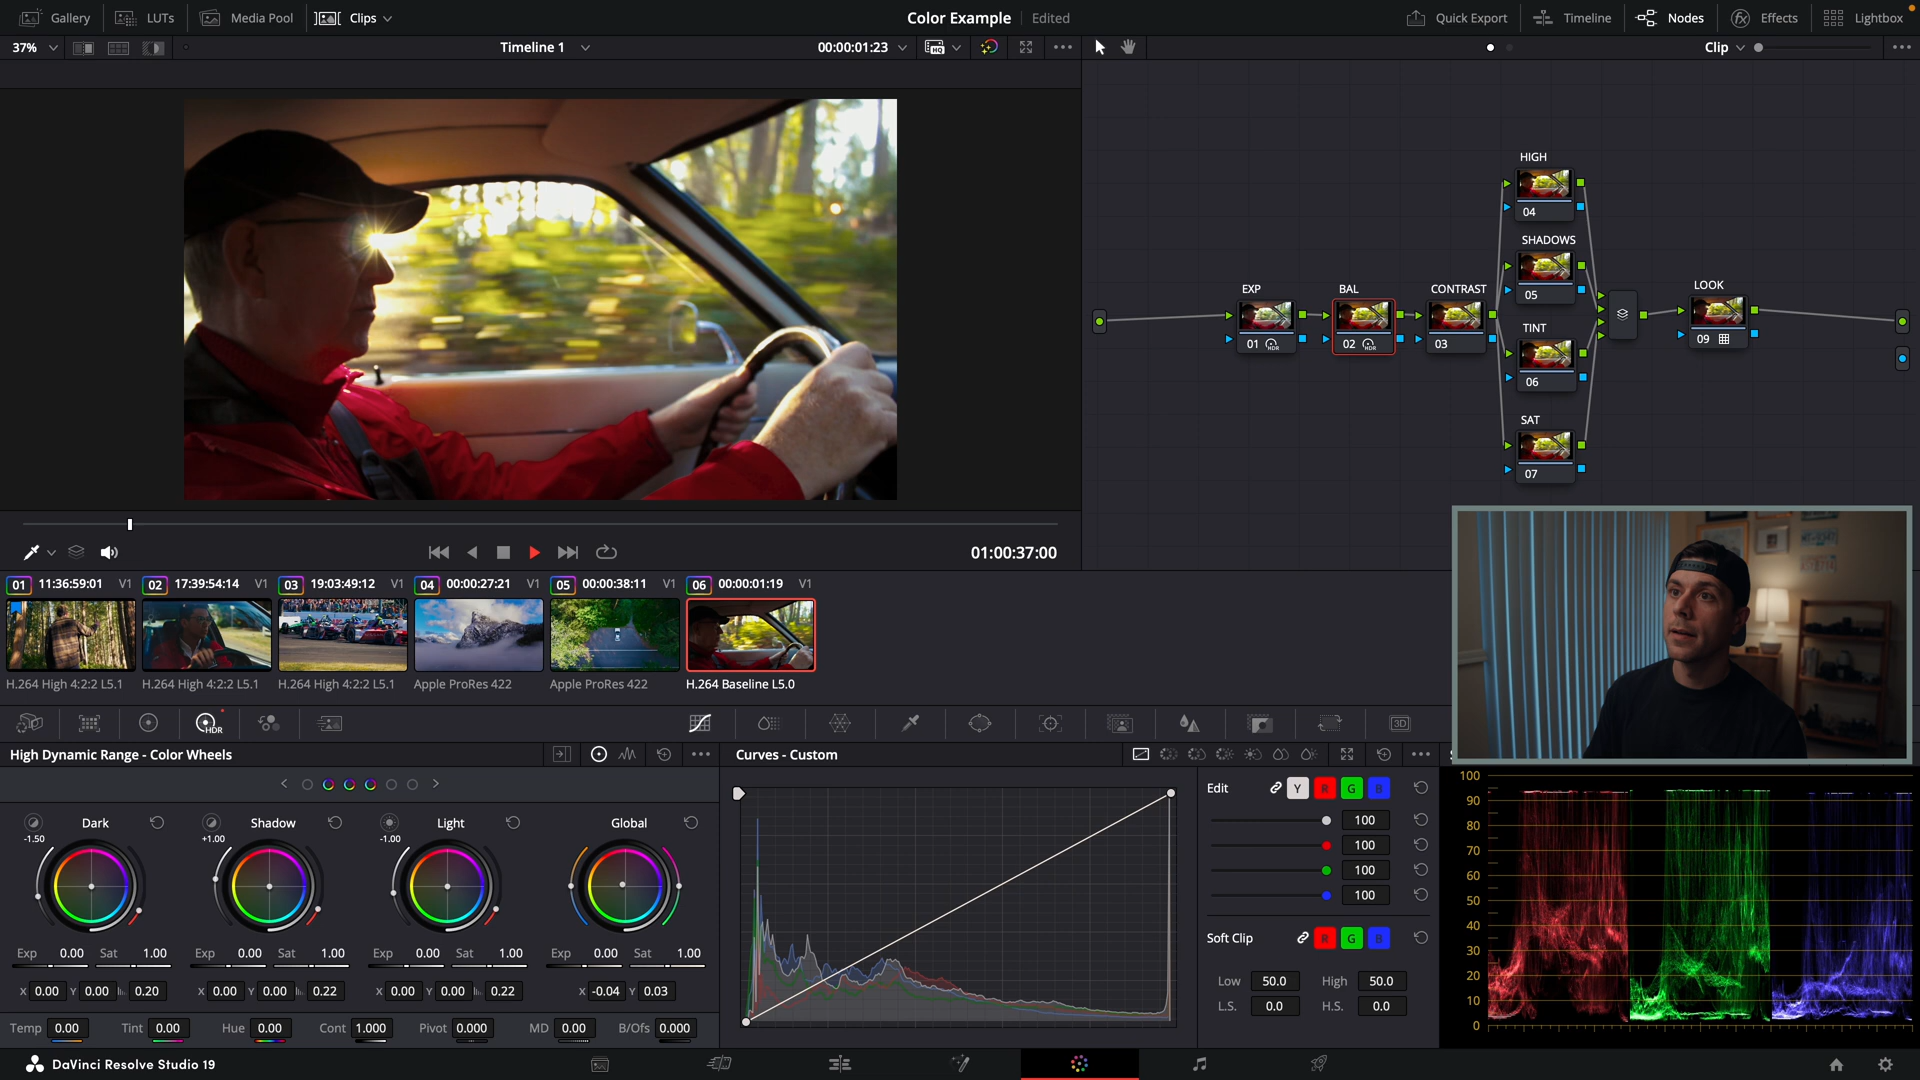 Gallery LUTs Media Pool Clips Color Example Edited Quick Export Timeline Nodes Effects Lightbox
37% Timeline 1 00:00:01:23 HQ Clip
HIGH
04
SHADOWS
05
EXP BAL CONTRAST LOOK
01 HDR 02 HDR 03 09
TINT
06
SAT
07
01:00:37:00
01 11:36:59:01 V1 02 17:39:54:14 V1 03 19:03:49:12 V1 04 00:00:27:21 V1 05 00:00:38:11 V1 06 00:00:01:19 V1
H.264 High 4:2:2 L5.1 H.264 High 4:2:2 L5.1 H.264 High 4:2:2 L5.1 Apple ProRes 422 Apple ProRes 422 H.264 Baseline L5.0
HDR 3D
High Dynamic Range - Color Wheels Curves - Custom
Edit Y R G B
Dark Shadow Light Global
-1.50 +1.00 -1.00
100
100
100
100
Exp 0.00 Sat 1.00 Exp 0.00 Sat 1.00 Exp 0.00 Sat 1.00 Exp 0.00 Sat 1.00
X 0.00 Y 0.00 0.20 X 0.00 Y 0.00 0.22 X 0.00 Y 0.00 0.22 X -0.04 Y 0.03
Temp 0.00 Tint 0.00 Hue 0.00 Cont 1.000 Pivot 0.000 MD 0.00 B/Ofs 0.000
Soft Clip R G B
Low 50.0 High 50.0
L.S. 0.0 H.S. 0.0
100
90
80
70
60
50
40
30
20
10
0
DaVinci Resolve Studio 19